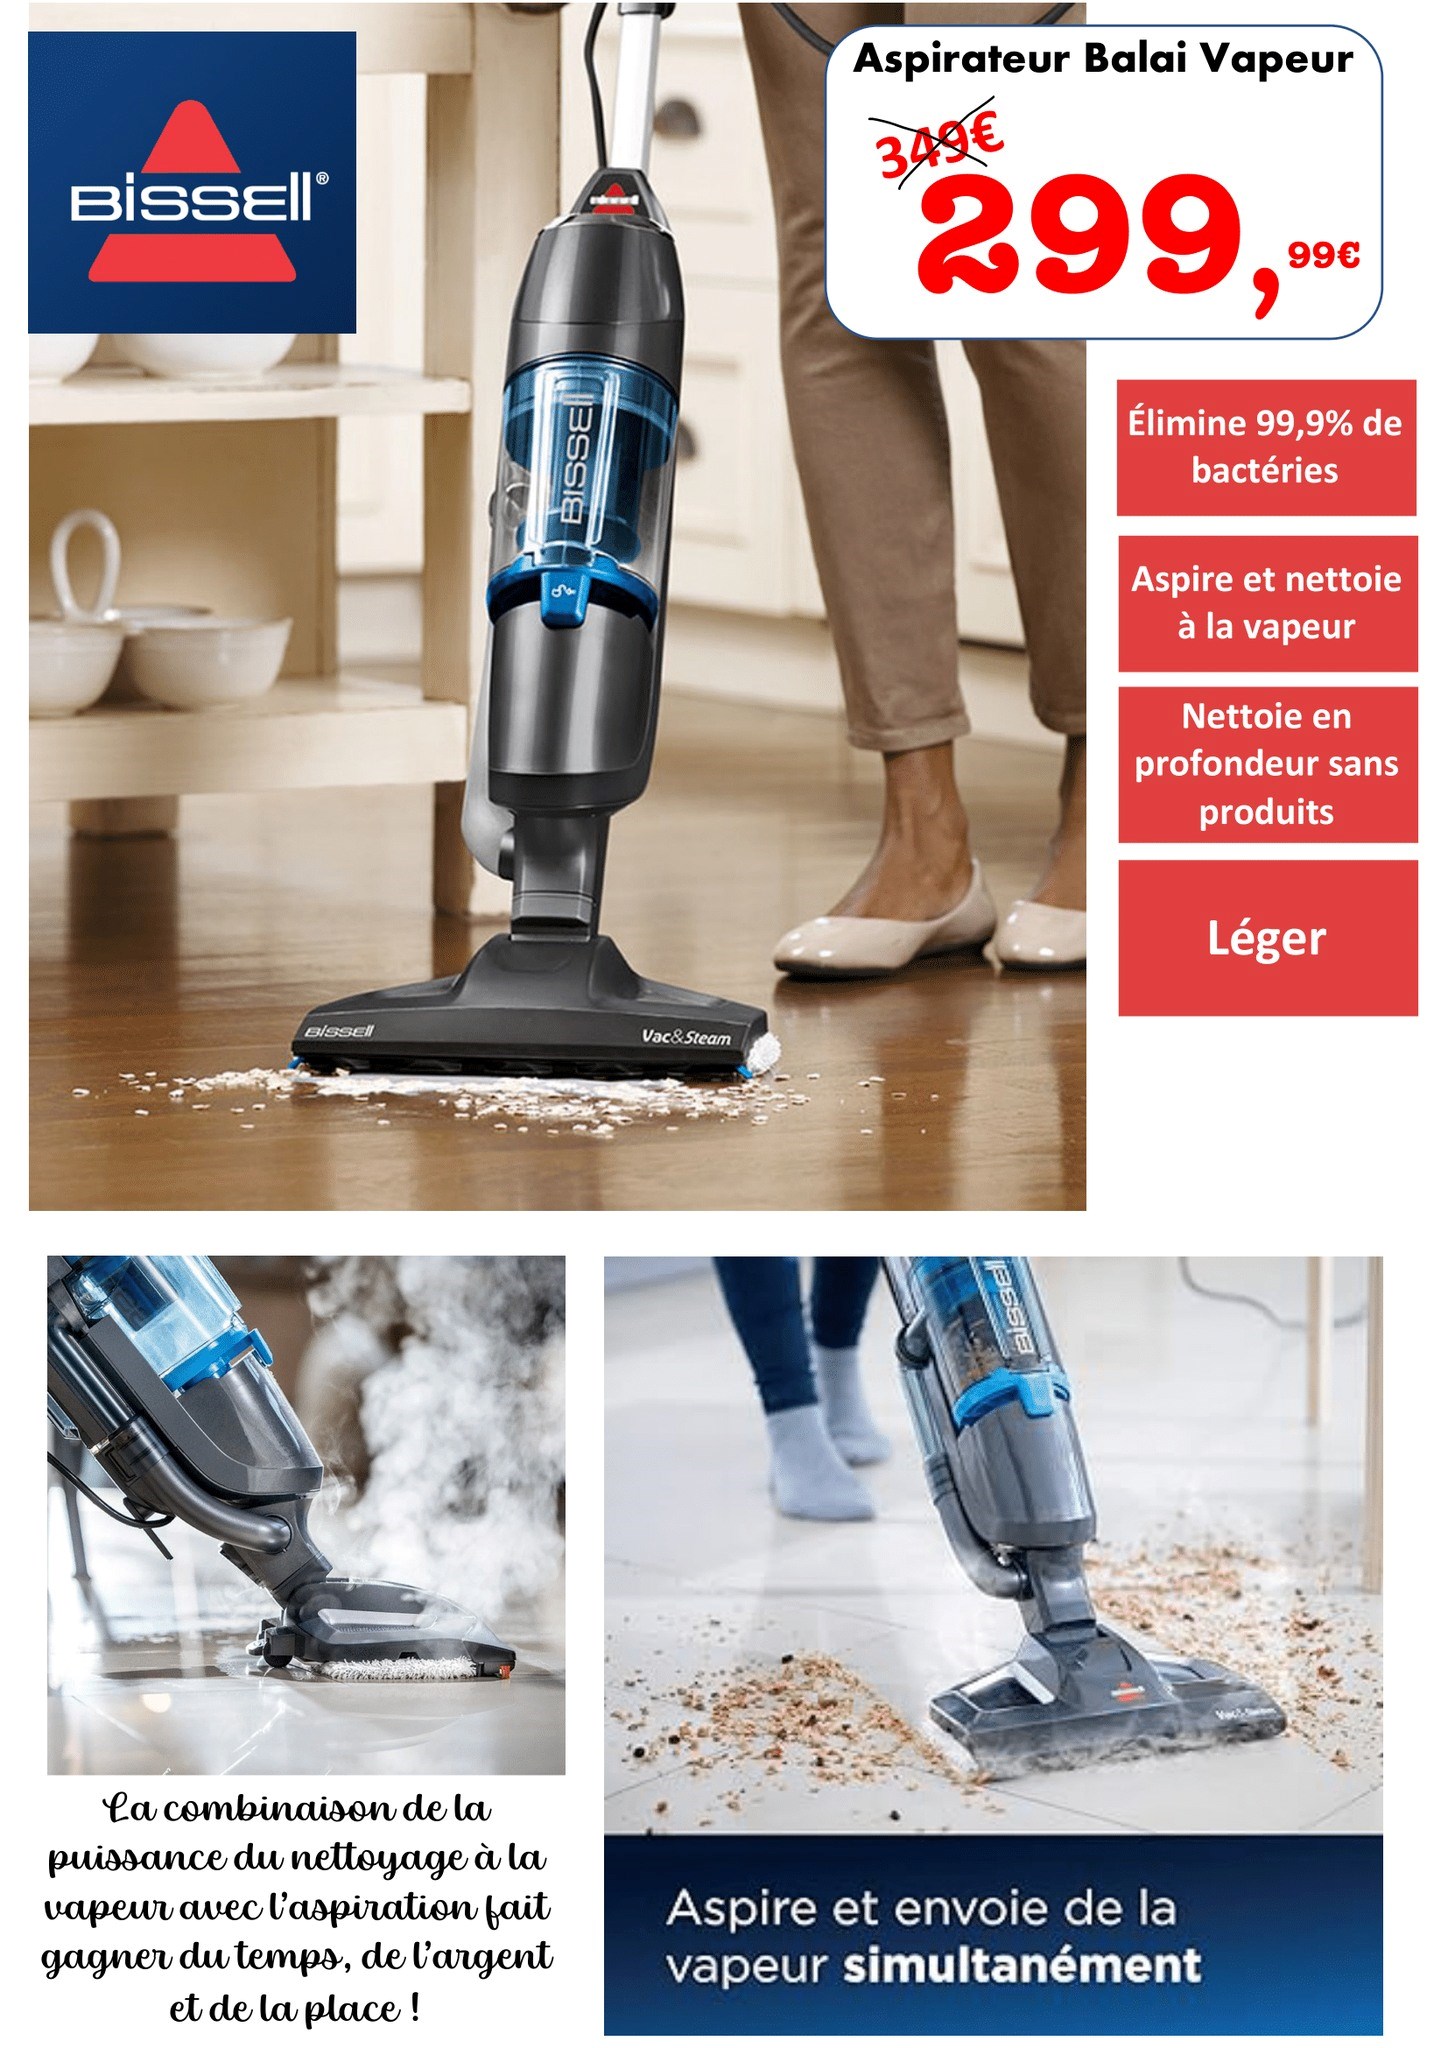 BISSELL®
Aspirateur Balai Vapeur
349€
299,99€
BISSELL
Élimine 99,9% de
bactéries
Aspire et nettoie
à la vapeur
Nettoie en
profondeur sans
produits
Léger
BISSELL
Vac&Steam
BISSELL
Vac&Steam
La combinaison de la
puissance du nettoyage à la
vapeur avec l'aspiration fait
gagner du temps, de l'argent
et de la place !
Aspire et envoie de la
vapeur simultanément